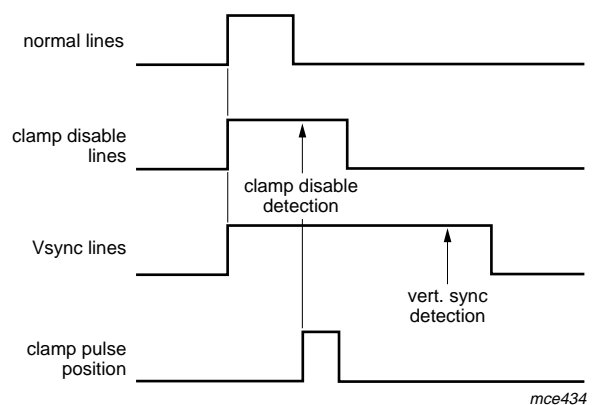 normal lines
clamp disable
lines
clamp disable
detection
Vsync lines
vert. sync
detection
clamp pulse
position
mce434